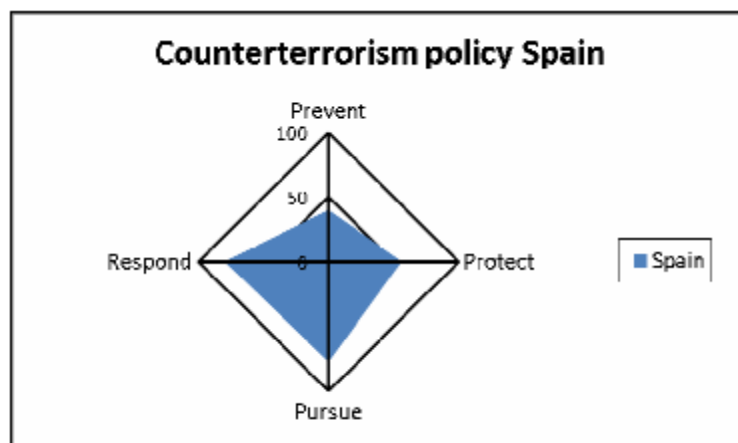 Counterterrorism policy Spain
Prevent
100
50
Respond
0
Protect
Spain
Pursue